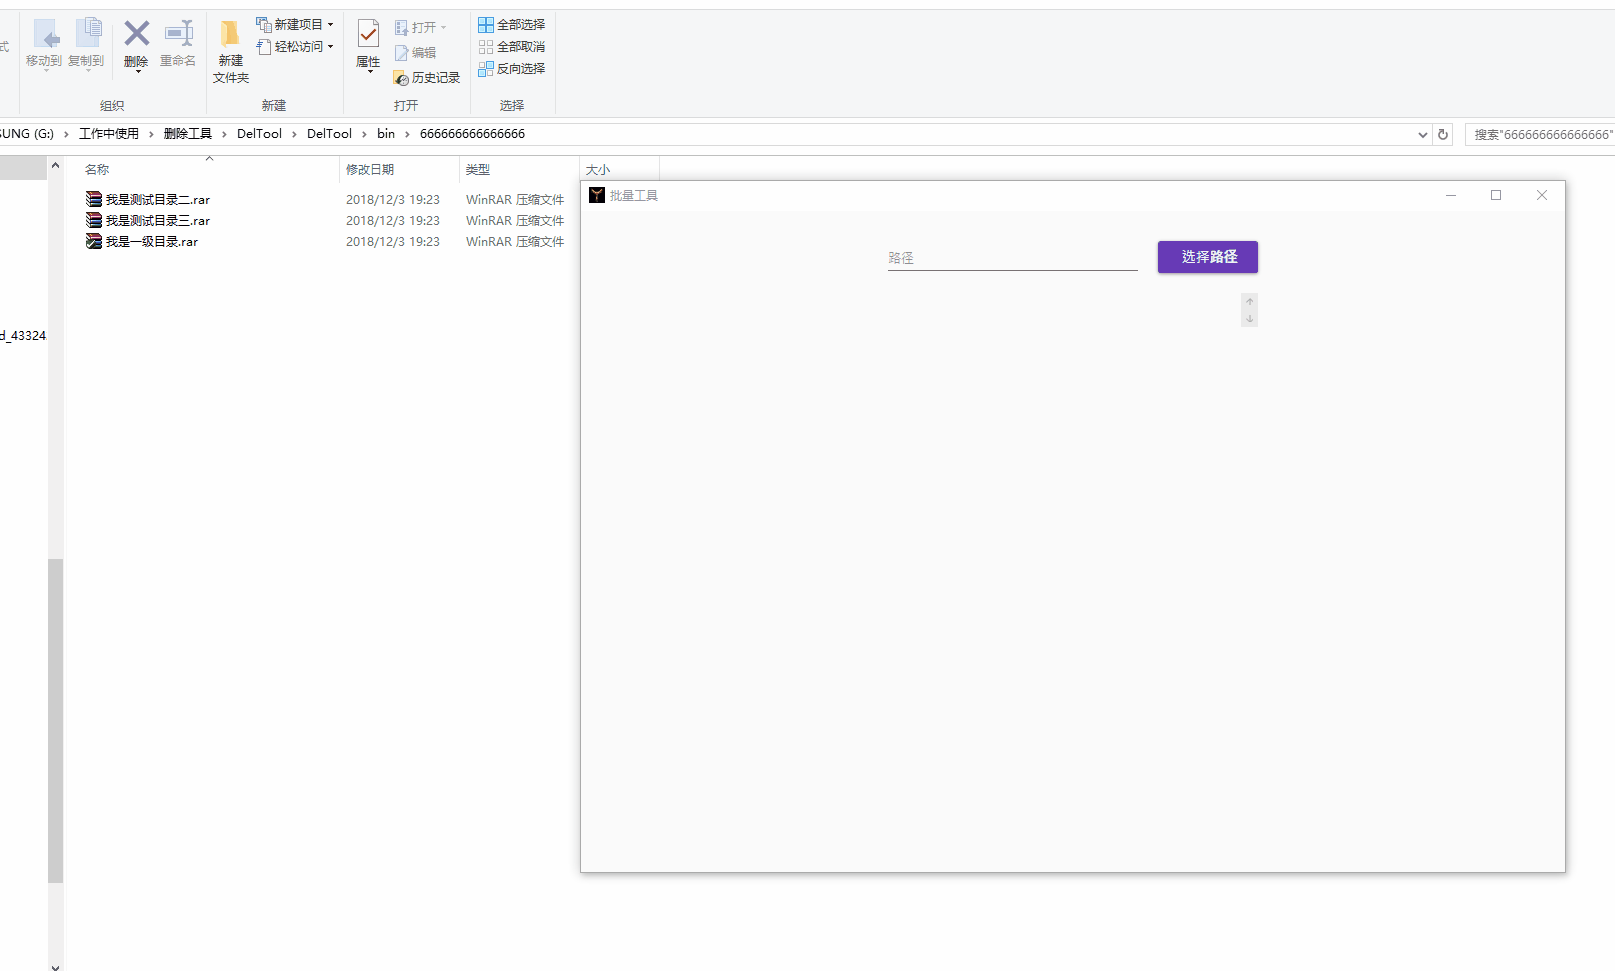 式
移动到
复制到
删除
重命名
新建
文件夹
新建项目
轻松访问
属性
打开
编辑
历史记录
全部选择
全部取消
反向选择
组织
新建
打开
选择
SUNG (G:) › 工作中使用 › 删除工具 › DelTool › DelTool › bin › 666666666666666
搜索"666666666666666"
名称 修改日期 类型 大小
我是测试目录二.rar 2018/12/3 19:23 WinRAR 压缩文件
我是测试目录三.rar 2018/12/3 19:23 WinRAR 压缩文件
我是一级目录.rar 2018/12/3 19:23 WinRAR 压缩文件
d_43324
批量工具
路径
选择路径